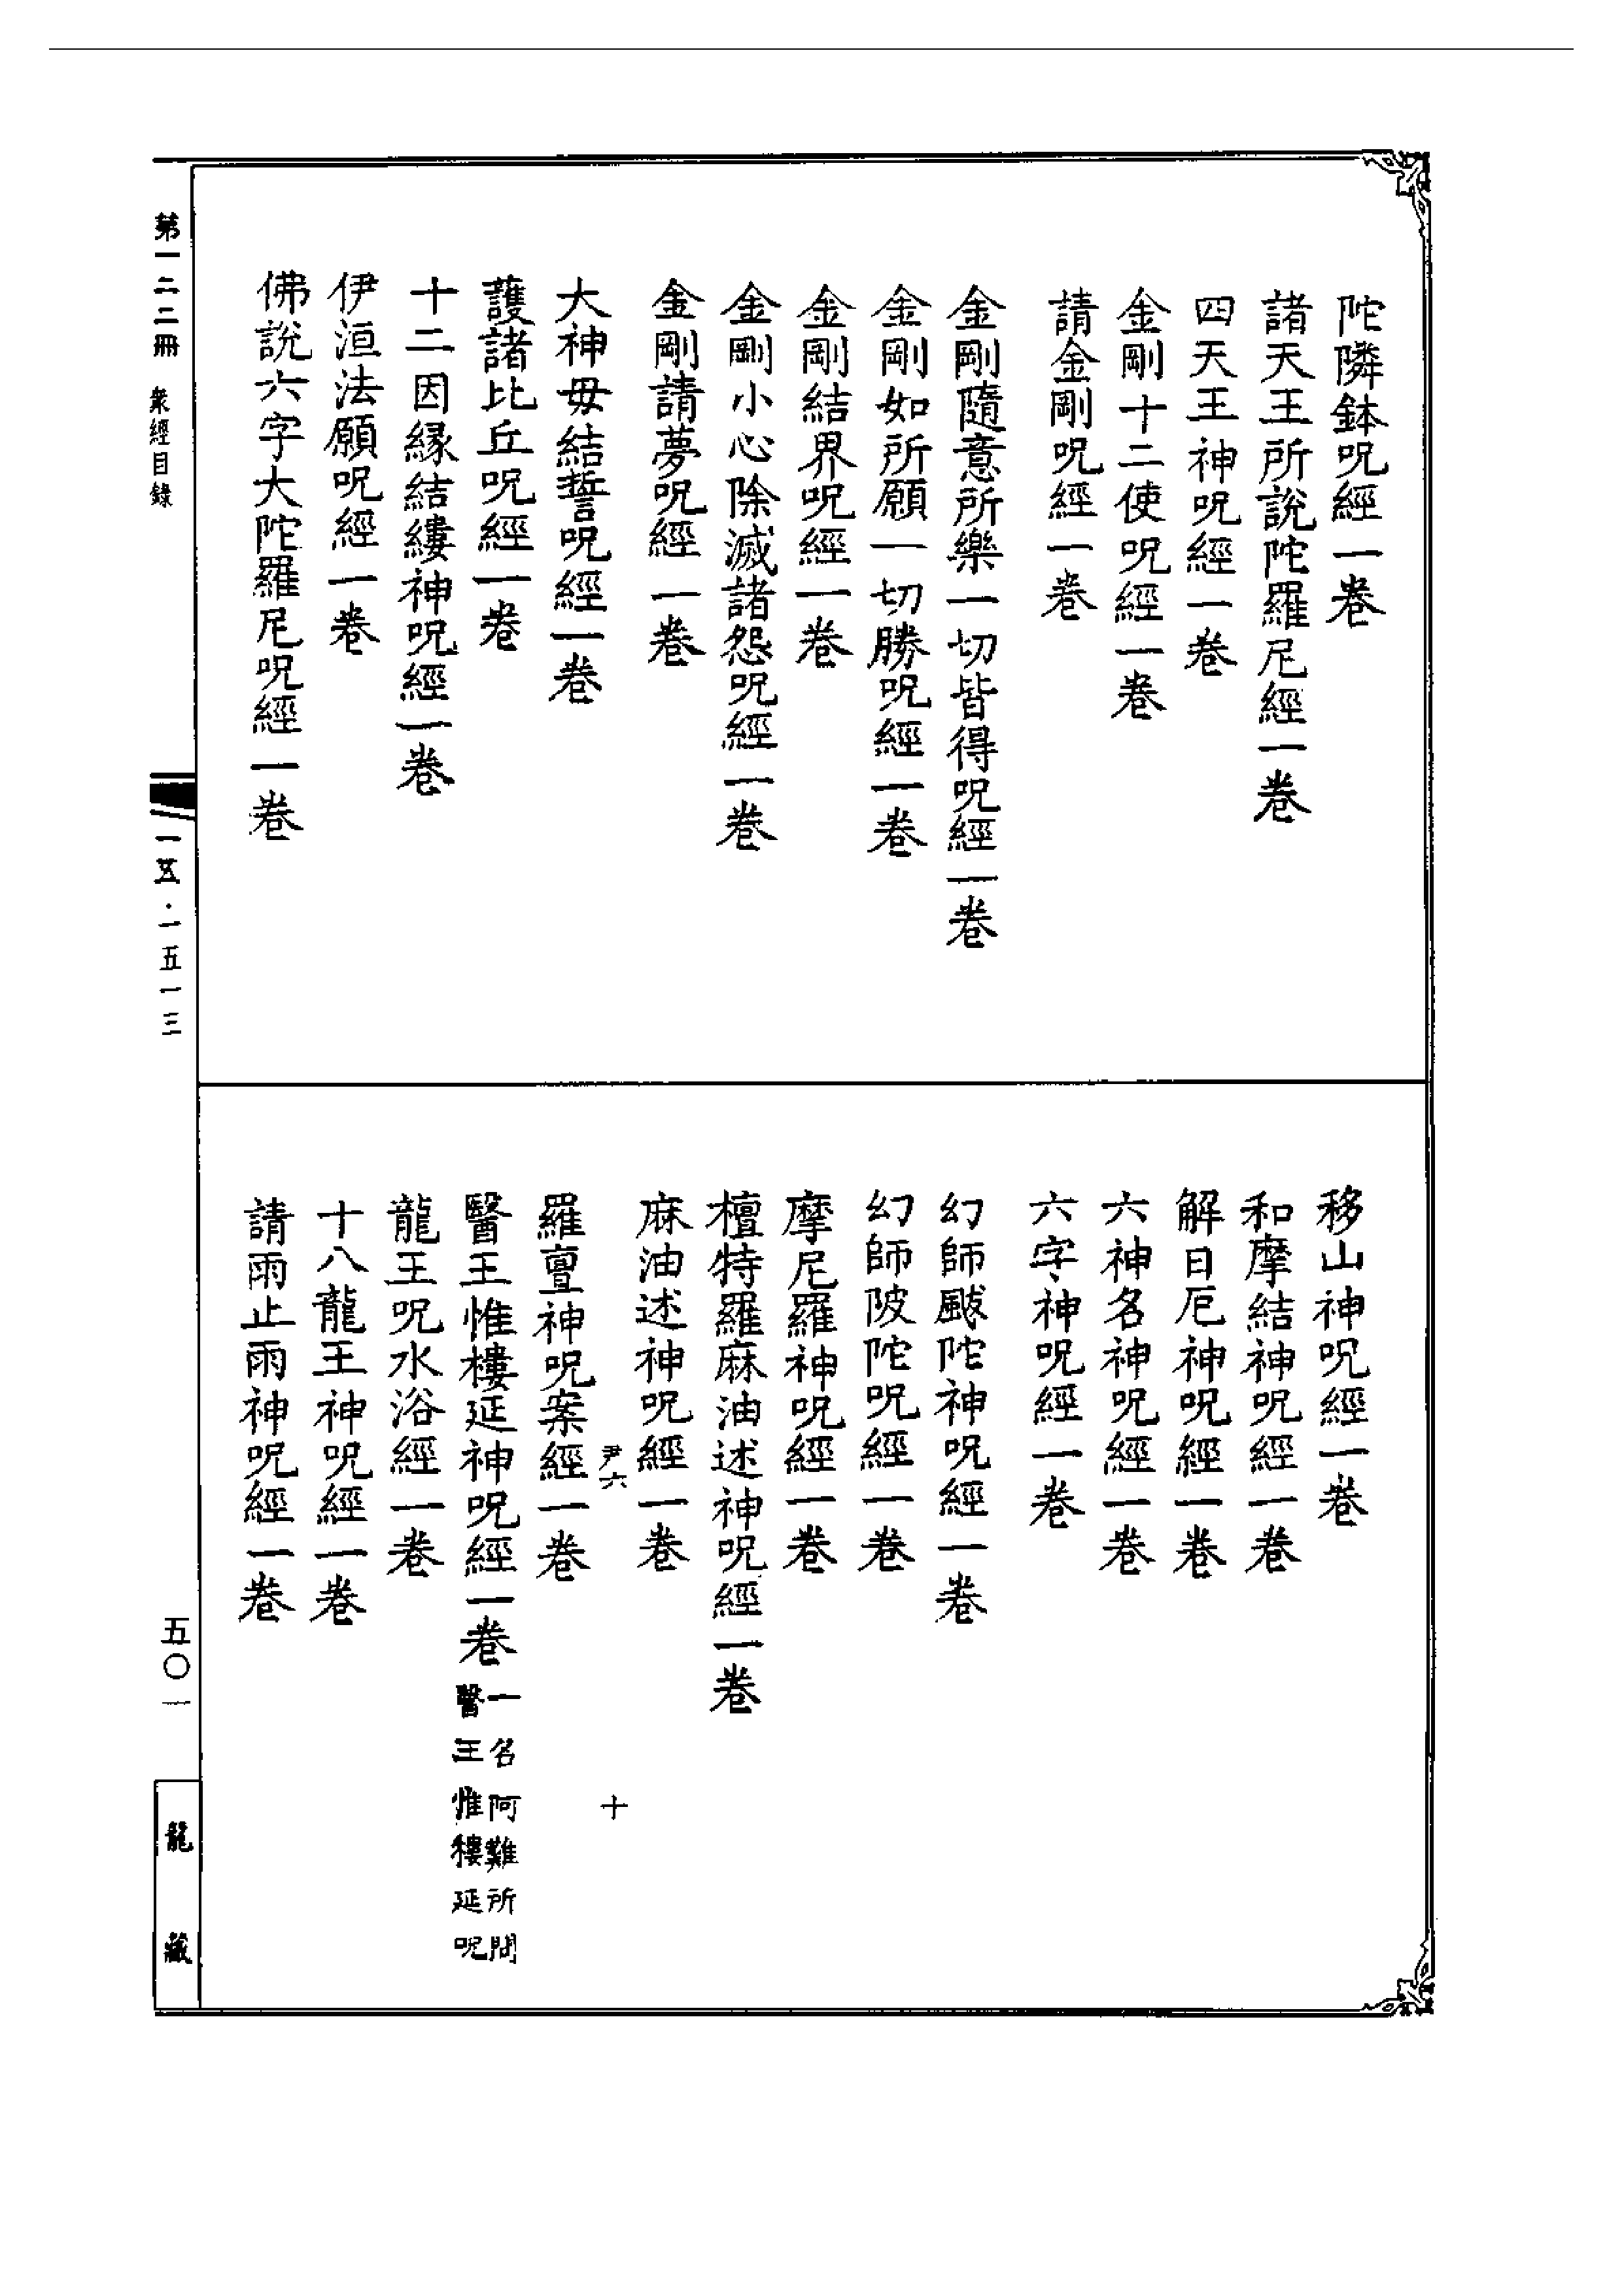 陀隣鉢呪經一卷
諸天王所說陀羅尼經一卷
四天王神呪經一卷
金剛十二使呪經一卷
請金剛呪經一卷
金剛隨意所樂一切皆得呪經一卷
金剛如所願一切勝呪經一卷
金剛結界呪經一卷
金剛小心除滅諸怨呪經一卷
金剛請夢呪經一卷
大神母結誓呪經一卷
護諸比丘呪經一卷
十二因緣結縷神呪經一卷
伊洹法願呪經一卷
佛說六字大陀羅尼呪經一卷
移山神呪經一卷
和摩結神呪經一卷
解日厄神呪經一卷
六神名神呪經一卷
六字神呪經一卷
幻師颰陀神呪經一卷
幻師陂陀呪經一卷
摩尼羅神呪經一卷
檀特羅麻油述神呪經一卷
麻油述神呪經一卷
尹六 十
羅亶神呪案經一卷
醫王惟樓延神呪經一卷
一名阿難所問
醫王惟樓延呪
龍王呪水浴經一卷
十八龍王神呪經一卷
請雨止雨神呪經一卷
第一二二冊 衆經目錄
一五·一五一三
五〇一
龍藏